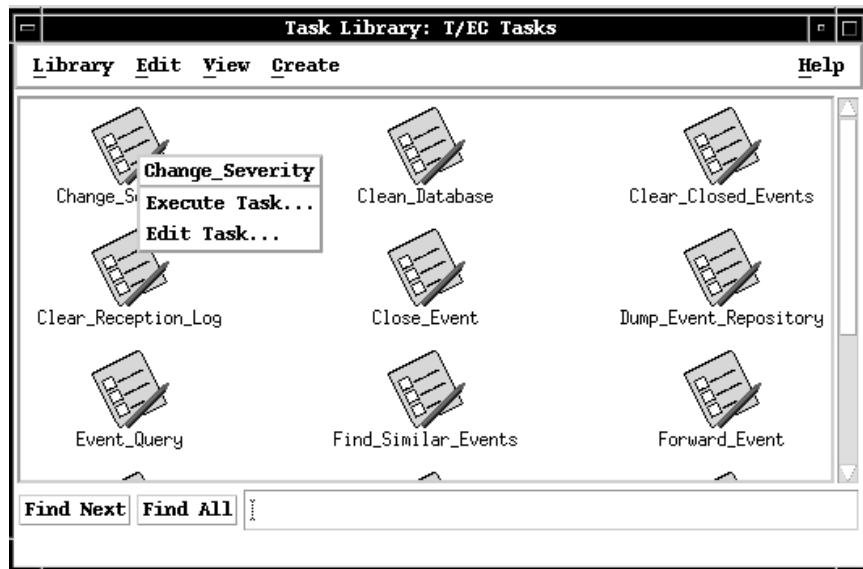 Task Library: T/EC Tasks
Library Edit View Create Help
Change_Severity
Execute Task...
Edit Task...
Change_S
Clean_Database
Clear_Closed_Events
Clear_Reception_Log
Close_Event
Dump_Event_Repository
Event_Query
Find_Similar_Events
Forward_Event
Find Next Find All